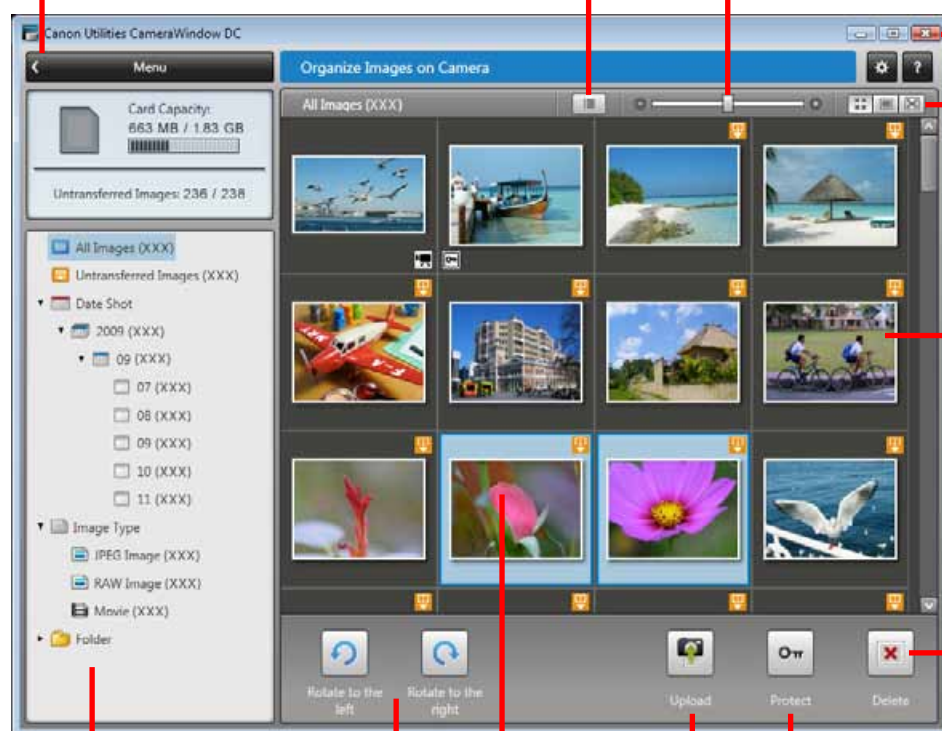 Canon Utilities CameraWindow DC
Menu
Organize Images on Camera
?
Card Capacity:
663 MB / 1.83 GB
Untransferred Images: 236 / 238
All Images (XXX)
All Images (XXX)
Untransferred Images (XXX)
Date Shot
2009 (XXX)
09 (XXX)
07 (XXX)
08 (XXX)
09 (XXX)
10 (XXX)
11 (XXX)
Image Type
JPEG Image (XXX)
RAW Image (XXX)
Movie (XXX)
Folder
Rotate to the
left
Rotate to the
right
Upload
Protect
Delete